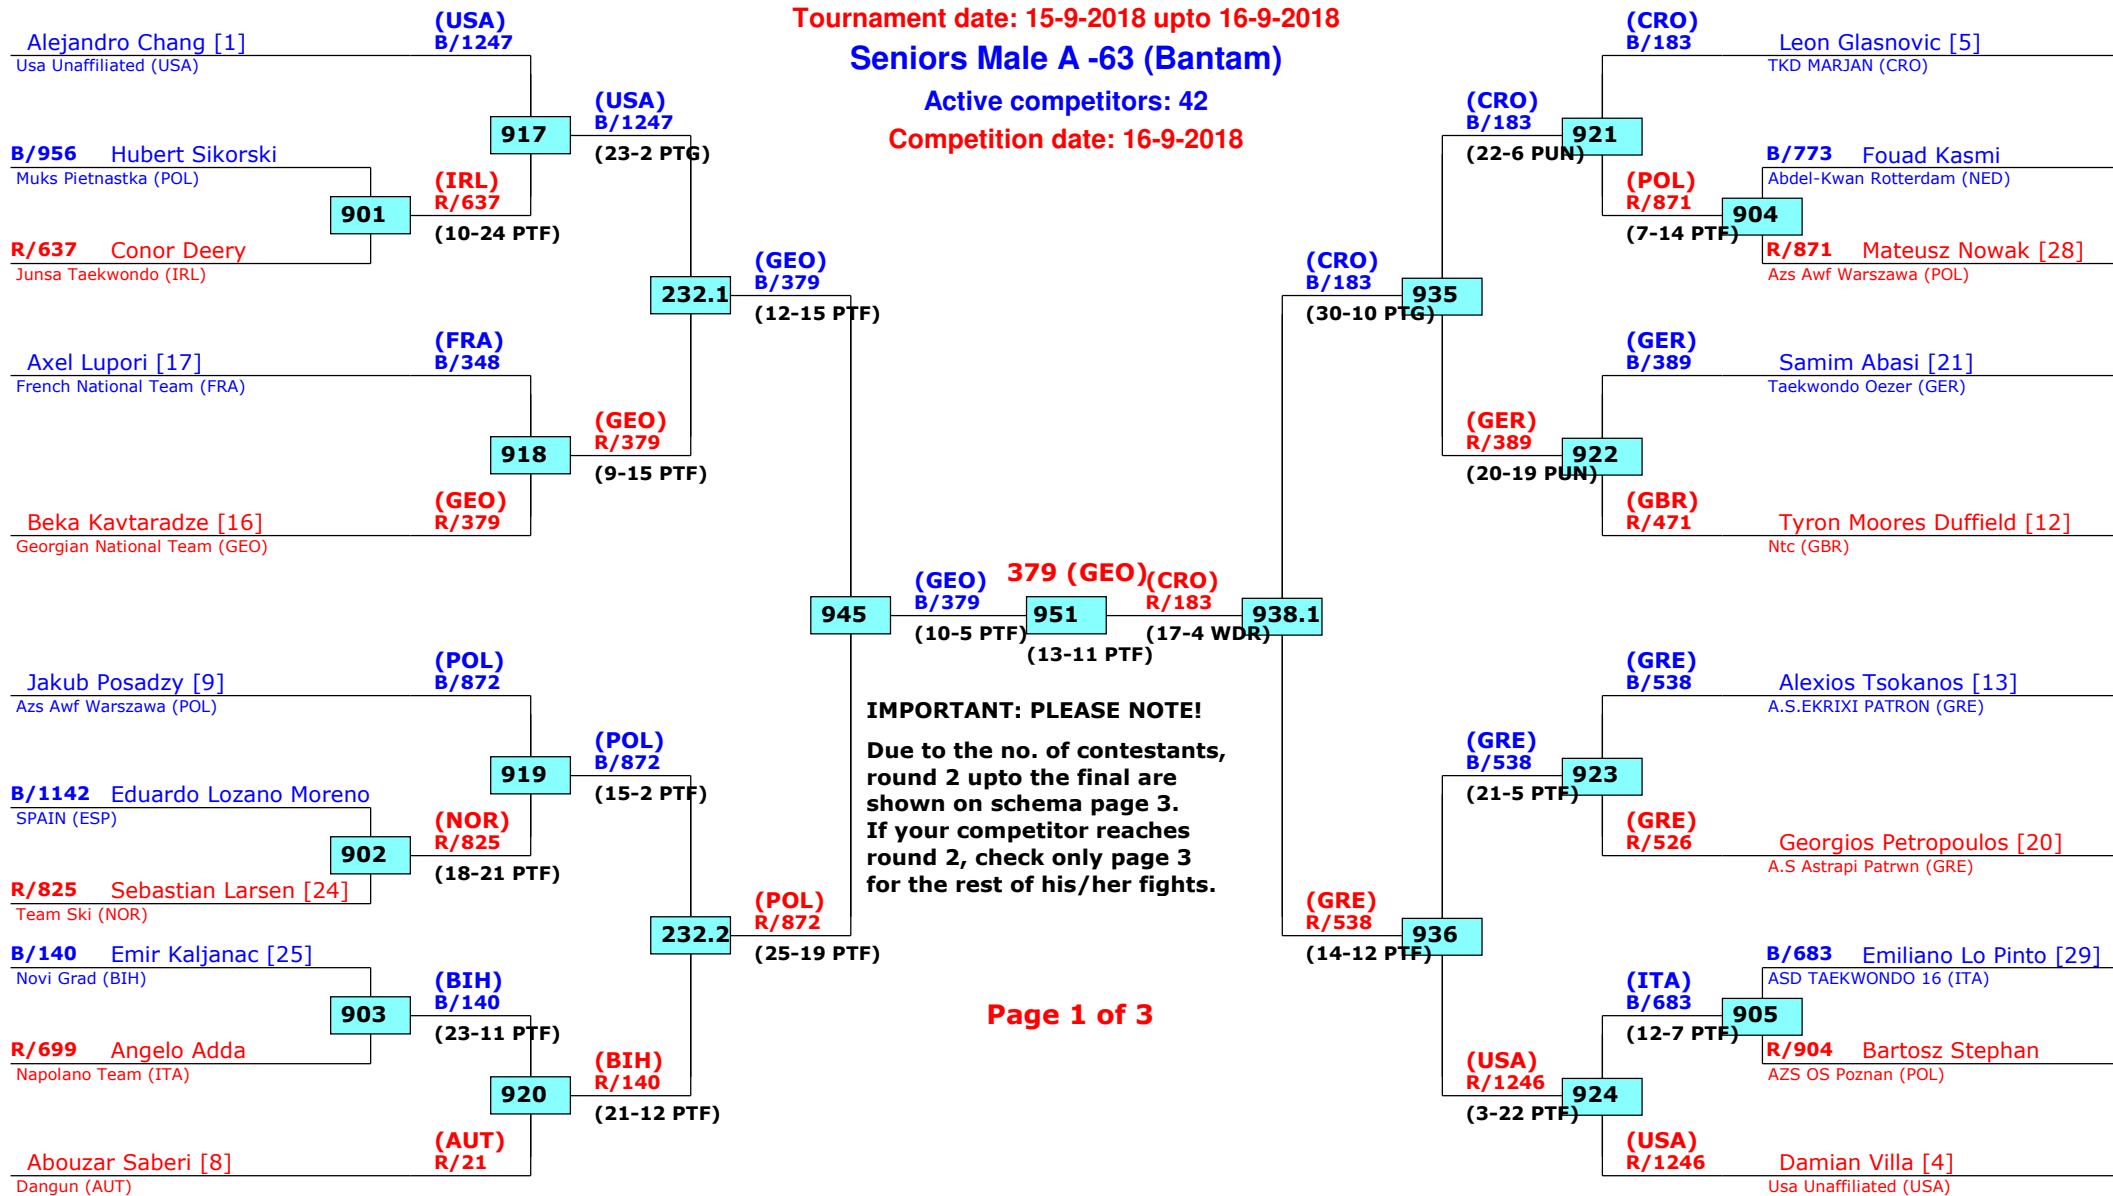 Tournament date: 15-9-2018 upto 16-9-2018
Seniors Male A -63 (Bantam)
Active competitors: 42
Competition date: 16-9-2018
(USA)
Alejandro Chang [1]
B/1247
Usa Unaffiliated (USA)
(USA)
B/1247
917
(23-2 PTG)
B/956 Hubert Sikorski
Muks Pietnastka (POL)
(IRL)
R/637
901
(10-24 PTF)
R/637 Conor Deery
Junsa Taekwondo (IRL)
(GEO)
B/379
232.1
(12-15 PTF)
(FRA)
Axel Lupori [17]
B/348
French National Team (FRA)
(GEO)
R/379
918
(9-15 PTF)
(GEO)
Beka Kavtaradze [16]
R/379
Georgian National Team (GEO)
945
(GEO)
B/379
(10-5 PTF)
379 (GEO)
951
(13-11 PTF)
(CRO)
R/183
(17-4 WDR)
938.1
(POL)
Jakub Posadzy [9]
B/872
Azs Awf Warszawa (POL)
(POL)
B/872
919
(15-2 PTF)
B/1142 Eduardo Lozano Moreno
SPAIN (ESP)
(NOR)
R/825
902
(18-21 PTF)
R/825 Sebastian Larsen [24]
Team Ski (NOR)
(POL)
R/872
232.2
(25-19 PTF)
B/140 Emir Kaljanac [25]
Novi Grad (BIH)
(BIH)
B/140
903
(23-11 PTF)
R/699 Angelo Adda
Napolano Team (ITA)
(BIH)
R/140
920
(21-12 PTF)
(AUT)
Abouzar Saberi [8]
R/21
Dangun (AUT)
IMPORTANT: PLEASE NOTE!
Due to the no. of contestants,
round 2 upto the final are
shown on schema page 3.
If your competitor reaches
round 2, check only page 3
for the rest of his/her fights.
Page 1 of 3
(CRO)
B/183
Leon Glasnovic [5]
TKD MARJAN (CRO)
(CRO)
B/183
921
(22-6 PUN)
B/773 Fouad Kasmi
Abdel-Kwan Rotterdam (NED)
(POL)
R/871
904
(7-14 PTF)
R/871 Mateusz Nowak [28]
Azs Awf Warszawa (POL)
(CRO)
B/183
935
(30-10 PTG)
(GER)
B/389
Samim Abasi [21]
Taekwondo Oezer (GER)
(GER)
R/389
922
(20-19 PUN)
(GBR)
R/471
Tyron Moores Duffield [12]
Ntc (GBR)
(GRE)
B/538
Alexios Tsokanos [13]
A.S.EKRIXI PATRON (GRE)
(GRE)
B/538
923
(21-5 PTF)
(GRE)
R/526
Georgios Petropoulos [20]
A.S Astrapi Patrwn (GRE)
(GRE)
R/538
936
(14-12 PTF)
B/683 Emiliano Lo Pinto [29]
ASD TAEKWONDO 16 (ITA)
(ITA)
B/683
905
(12-7 PTF)
R/904 Bartosz Stephan
AZS OS Poznan (POL)
(USA)
R/1246
924
(3-22 PTF)
(USA)
R/1246
Damian Villa [4]
Usa Unaffiliated (USA)